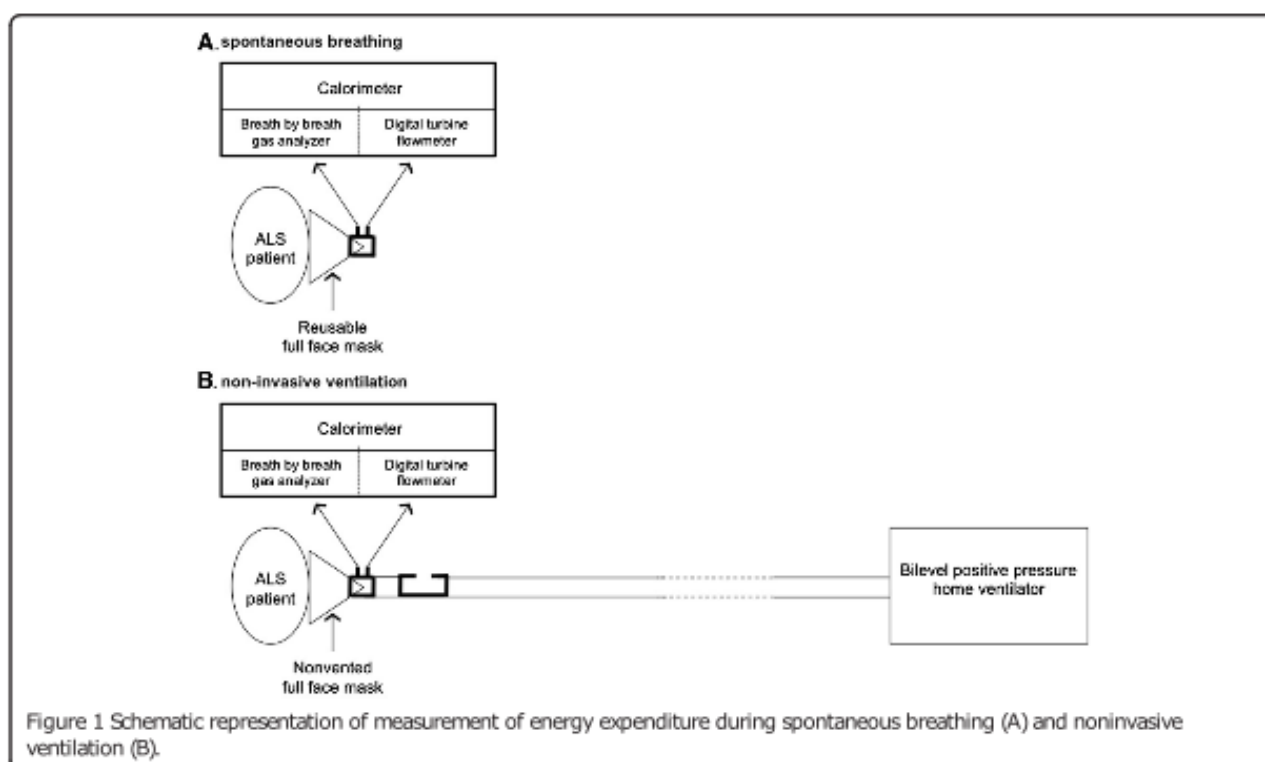 A. spontaneous breathing
Calorimeter
Breath by breath
gas analyzer
Digital turbine
flowmeter
ALS
patient
Reusable
full face mask
B. non-invasive ventilation
Calorimeter
Breath by breath
gas analyzer
Digital turbine
flowmeter
ALS
patient
Bilevel positive pressure
home ventilator
Nonvented
full face mask
Figure 1 Schematic representation of measurement of energy expenditure during spontaneous breathing (A) and noninvasive
ventilation (B).